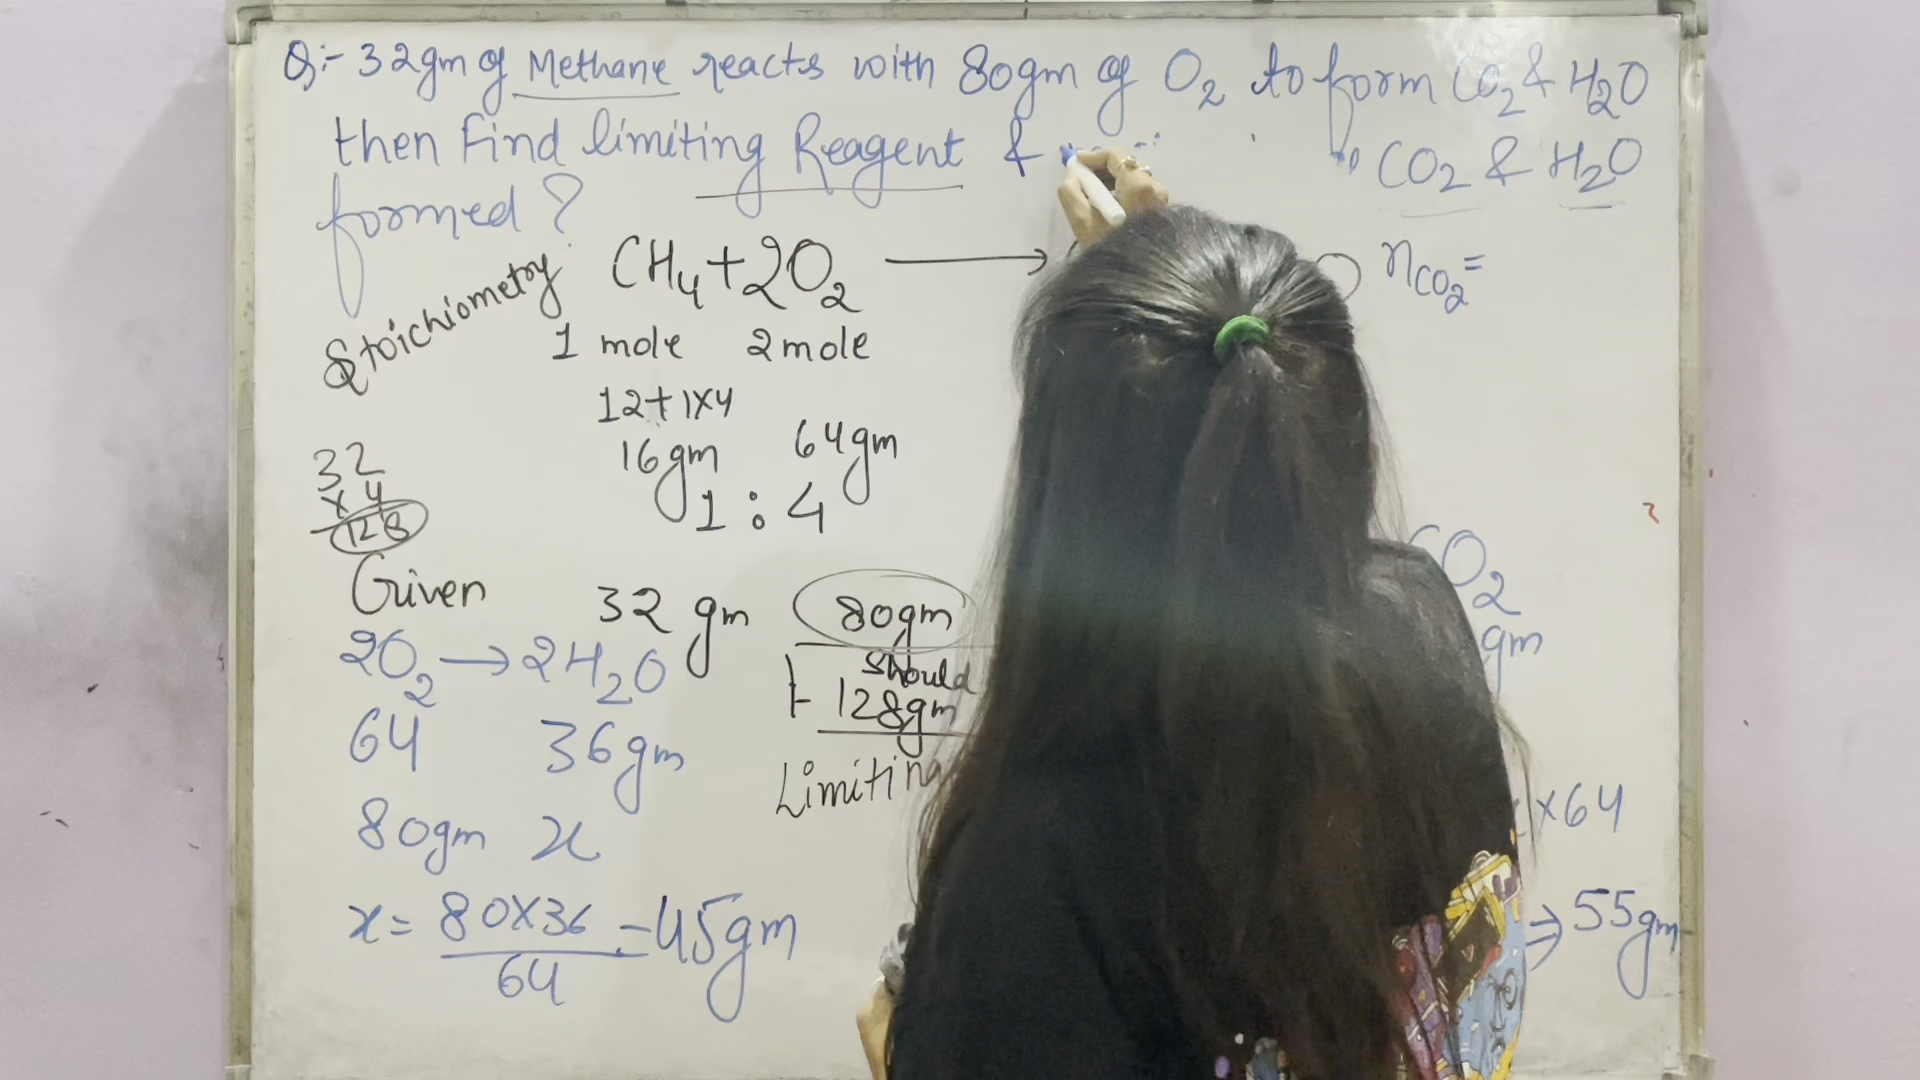 Q:- 32gm of Methane reacts with 80gm of O2 to form CO2 & H2O
then Find limiting Reagent & CO2 & H2O
formed ?
Stoichiometry
CH4 + 2O2 ⟶
nCO2 =
1 mole 2 mole
12+1×4
16gm 64gm
1 : 4
32
× 4
128
Given 32 gm 80gm
should
128gm
Limiting
2O2 → 2H2O
64 36gm
80gm x
x = 80×36/64 = 45gm
CO2
gm
×64
⇒ 55gm